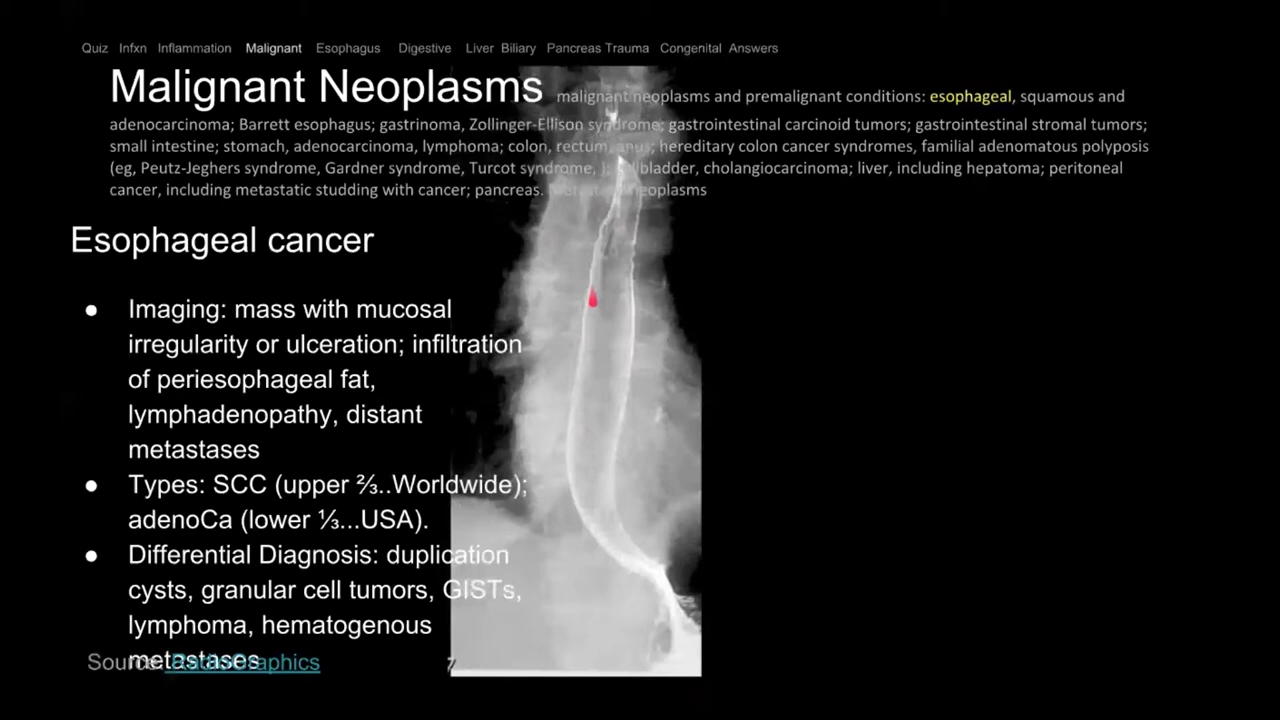 Quiz Infxn Inflammation Malignant Esophagus Digestive Liver Biliary Pancreas Trauma Congenital Answers
Malignant Neoplasms malignant neoplasms and premalignant conditions: esophageal, squamous and
adenocarcinoma; Barrett esophagus; gastrinoma, Zollinger-Ellison syndrome; gastrointestinal carcinoid tumors; gastrointestinal stromal tumors;
small intestine; stomach, adenocarcinoma, lymphoma; colon, rectum, anus; hereditary colon cancer syndromes, familial adenomatous polyposis
(eg, Peutz-Jeghers syndrome, Gardner syndrome, Turcot syndrome, ); gallbladder, cholangiocarcinoma; liver, including hepatoma; peritoneal
cancer, including metastatic studding with cancer; pancreas. Metastatic neoplasms
Esophageal cancer
● Imaging: mass with mucosal
irregularity or ulceration; infiltration
of periesophageal fat,
lymphadenopathy, distant
metastases
● Types: SCC (upper ⅔..Worldwide);
adenoCa (lower ⅓...USA).
● Differential Diagnosis: duplication
cysts, granular cell tumors, GISTs,
lymphoma, hematogenous
metastases
Source: RadioGraphics
7